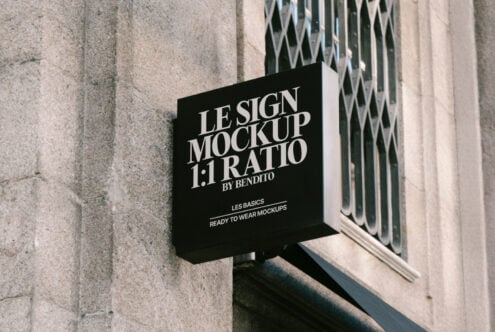 LE SIGN
MOCKUP
1:1 RATIO
BY BENDITO
LES BASICS
READY TO WEAR MOCKUPS